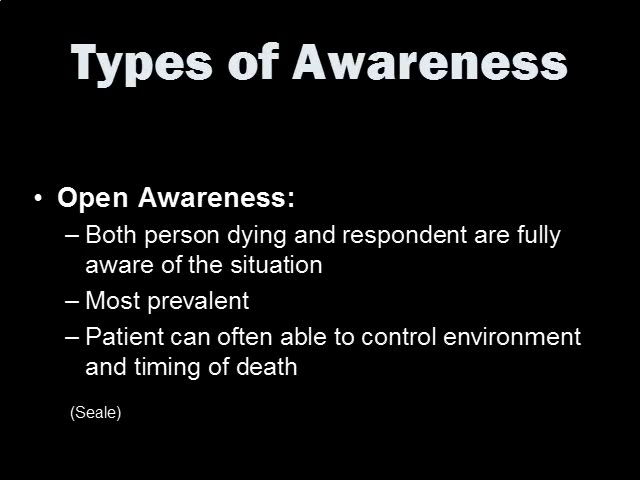 Types of Awareness
• Open Awareness:
– Both person dying and respondent are fully
aware of the situation
– Most prevalent
– Patient can often able to control environment
and timing of death
(Seale)